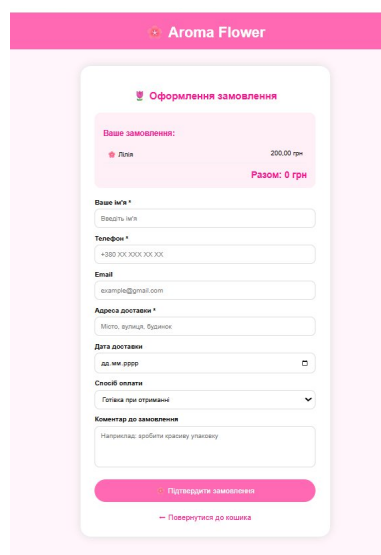 Aroma Flower
Оформлення замовлення
Ваше замовлення:
Лілія 200,00 грн
Разом: 0 грн
Ваше ім'я *
Введіть ім'я
Телефон *
+380 XX XXX XX XX
Email
example@gmail.com
Адреса доставки *
Місто, вулиця, будинок
Дата доставки
дд.мм.рррр
Спосіб оплати
Готівка при отриманні
Коментар до замовлення
Наприклад: зробити красиву упаковку
Підтвердити замовлення
← Повернутися до кошика